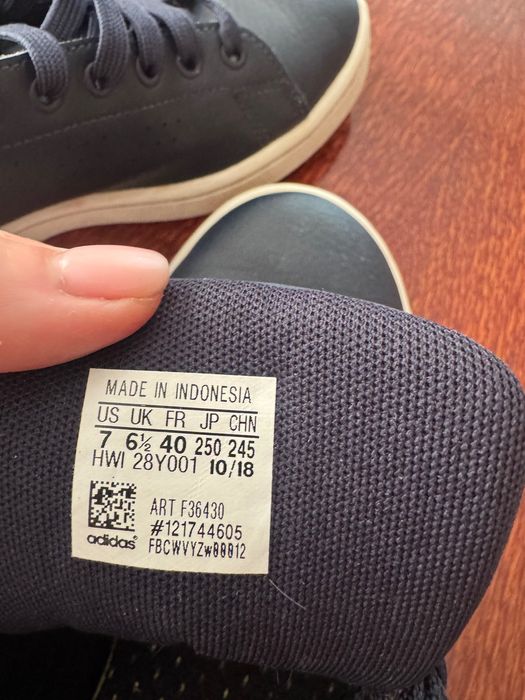 MADE IN INDONESIA
US UK FR JP CHN
7 6½ 40 250 245
HWI 28Y001 10/18
ART F36430
#121744605
adidas® FBCWVYZw00012